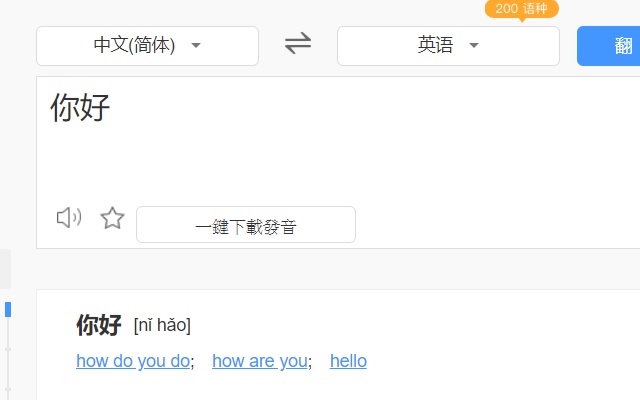 200 语种
中文(简体) 英语 翻
你好
一鍵下載發音
你好 [nǐ hǎo]
how do you do; how are you; hello